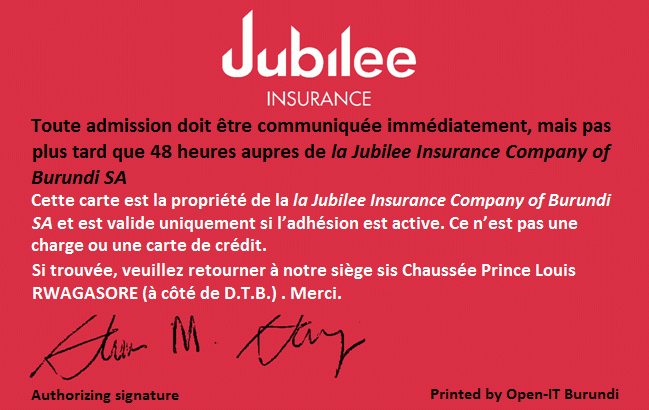 Jubilee
INSURANCE
Toute admission doit être communiquée immédiatement, mais pas
plus tard que 48 heures aupres de la Jubilee Insurance Company of
Burundi SA
Cette carte est la propriété de la la Jubilee Insurance Company of Burundi
SA et est valide uniquement si l’adhésion est active. Ce n’est pas une
charge ou une carte de crédit.
Si trouvée, veuillez retourner à notre siège sis Chaussée Prince Louis
RWAGASORE (à côté de D.T.B.) . Merci.
M.
Authorizing signature
Printed by Open-IT Burundi